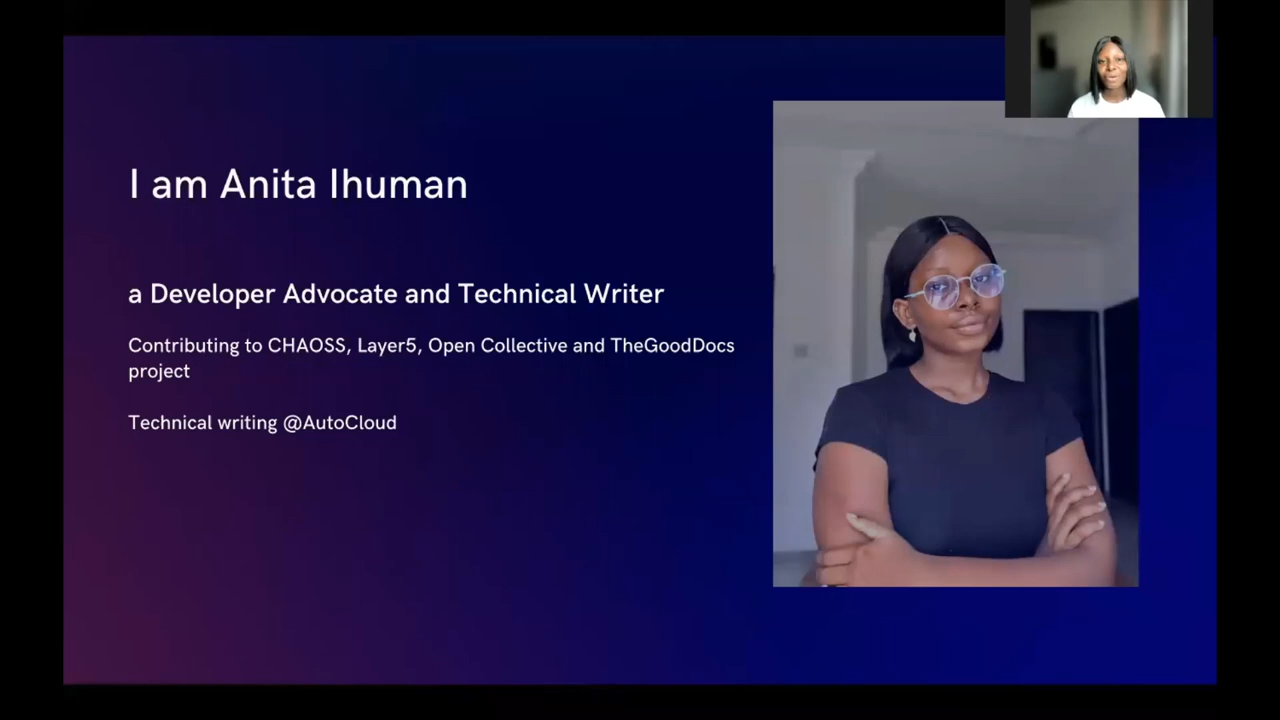 I am Anita Ihuman
a Developer Advocate and Technical Writer
Contributing to CHAOSS, Layer5, Open Collective and TheGoodDocs
project
Technical writing @AutoCloud